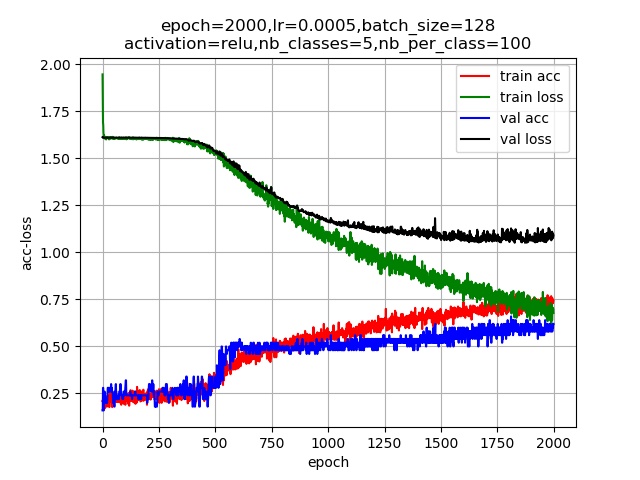 epoch=2000,lr=0.0005,batch_size=128
activation=relu,nb_classes=5,nb_per_class=100
2.00
1.75
1.50
1.25
1.00
0.75
0.50
0.25
acc-loss
train acc
train loss
val acc
val loss
0 250 500 750 1000 1250 1500 1750 2000
epoch